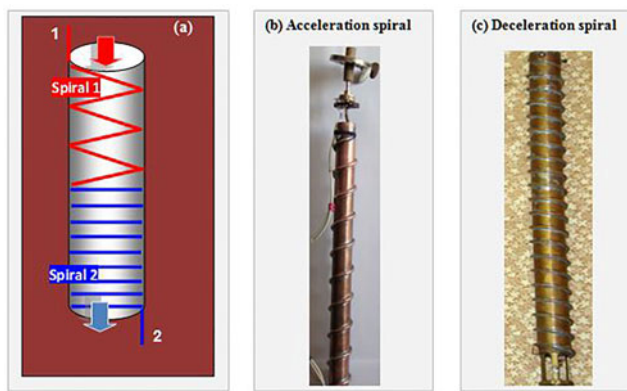 (a)
1
Spiral 1
Spiral 2
2
(b) Acceleration spiral
(c) Deceleration spiral